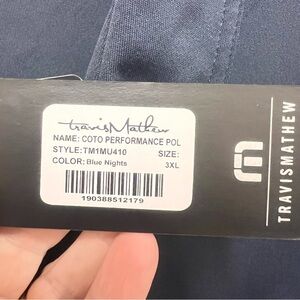 TravisMathew
NAME: COTO PERFORMANCE POL
STYLE:TM1MU410 SIZE:
COLOR: Blue Nights 3XL
190388512179
TRAVISMATHEW